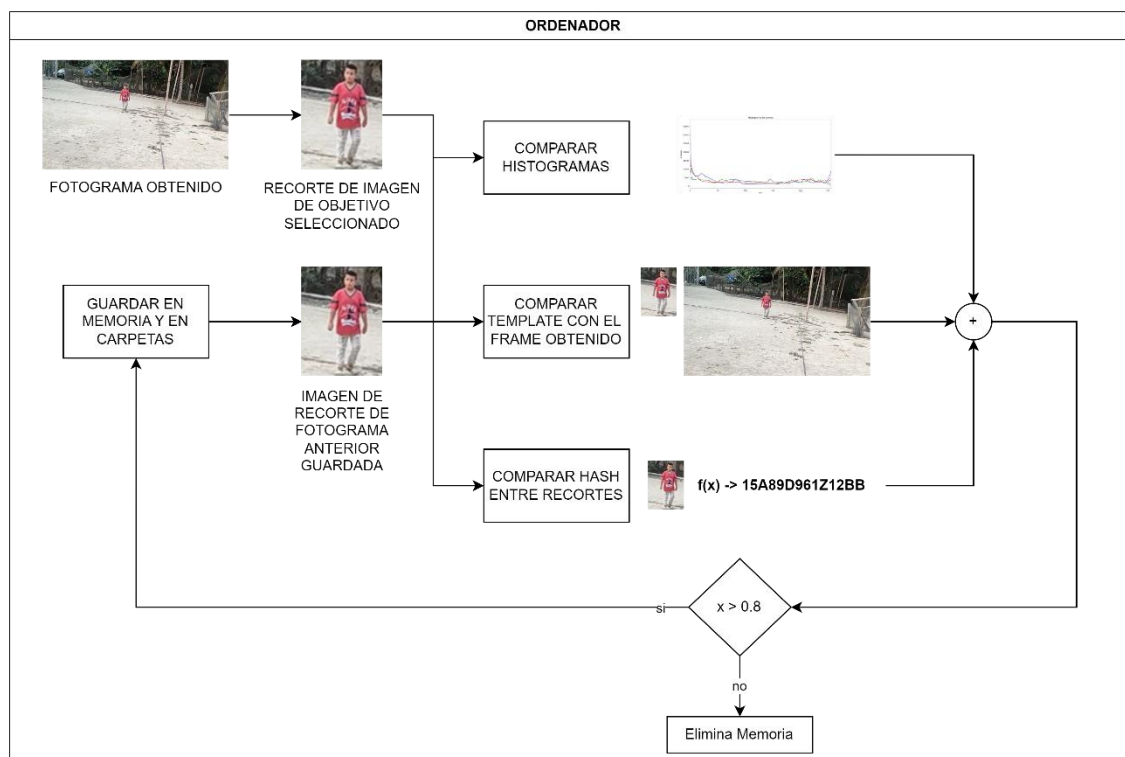 ORDENADOR
FOTOGRAMA OBTENIDO
RECORTE DE IMAGEN
DE OBJETIVO
SELECCIONADO
COMPARAR
HISTOGRAMAS
GUARDAR EN
MEMORIA Y EN
CARPETAS
IMAGEN DE
RECORTE DE
FOTOGRAMA
ANTERIOR
GUARDADA
COMPARAR
TEMPLATE CON EL
FRAME OBTENIDO
+
COMPARAR HASH
ENTRE RECORTES
f(x) -> 15A89D961Z12BB
x > 0.8
si
no
Elimina Memoria